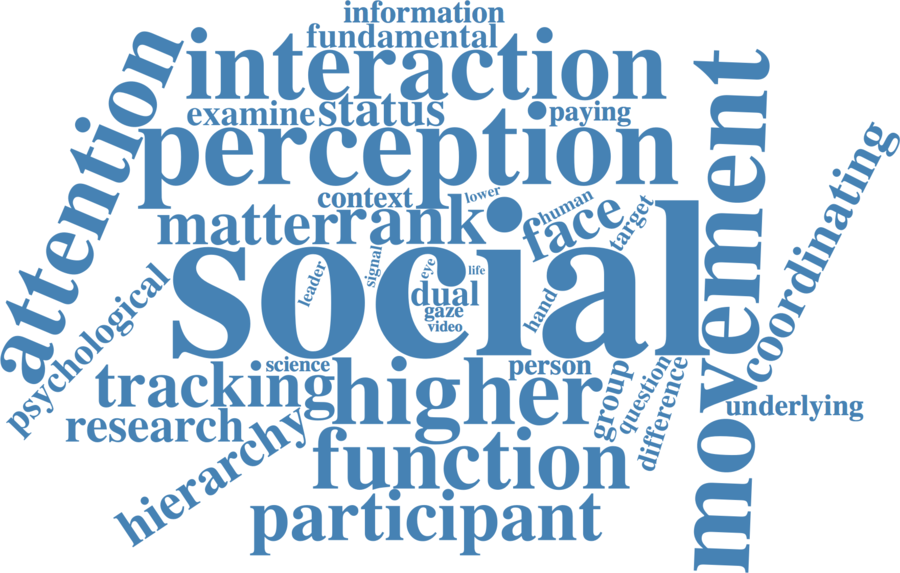 information
fundamental
interaction
attention
examine
status
paying
perception
movement
coordinating
context
lower
human
matter
rank
face
target
social
leader
signal
eye
life
dual
gaze
video
hand
psychological
science
person
tracking
higher
group
question
difference
underlying
research
hierarchy
function
participant